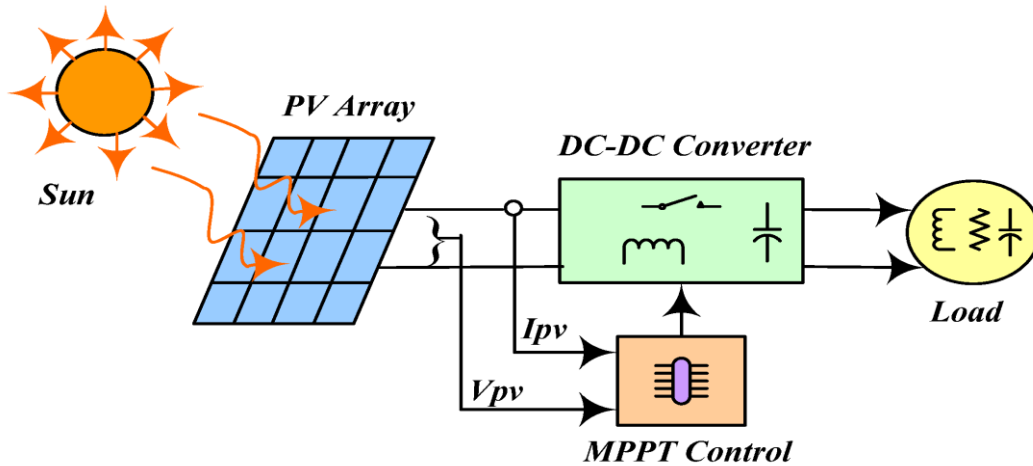 PV Array
DC-DC Converter
Sun
Load
Ipv
Vpv
MPPT Control